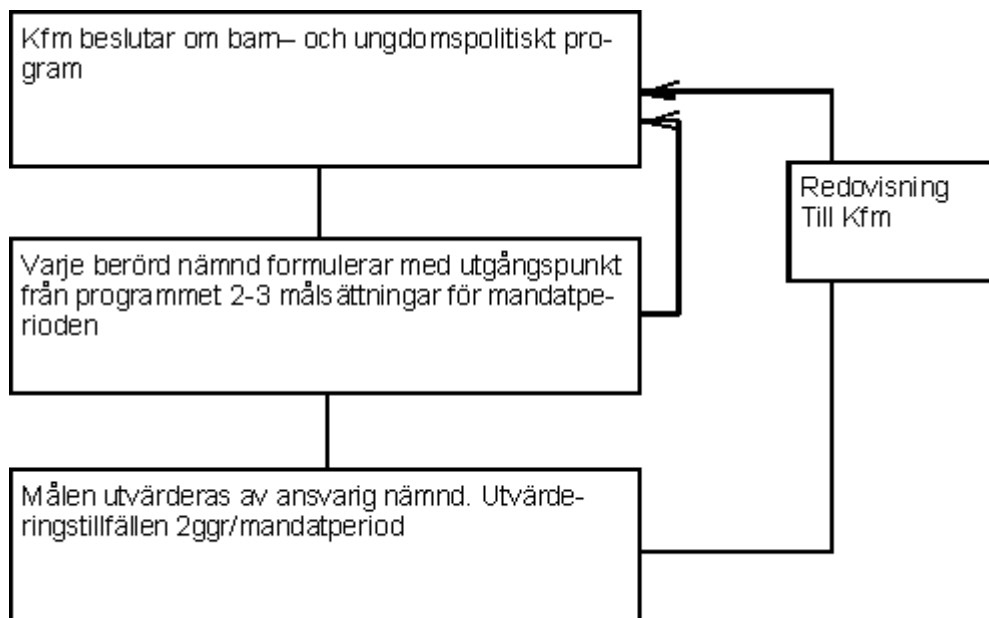 Kfm beslutar om barn– och ungdomspolitiskt pro-
gram
Redovisning
Till Kfm
Varje berörd nämnd formulerar med utgångspunkt
från programmet 2-3 målsättningar för mandatpe-
rioden
Målen utvärderas av ansvarig nämnd. Utvärde-
ringstillfällen 2ggr/mandatperiod